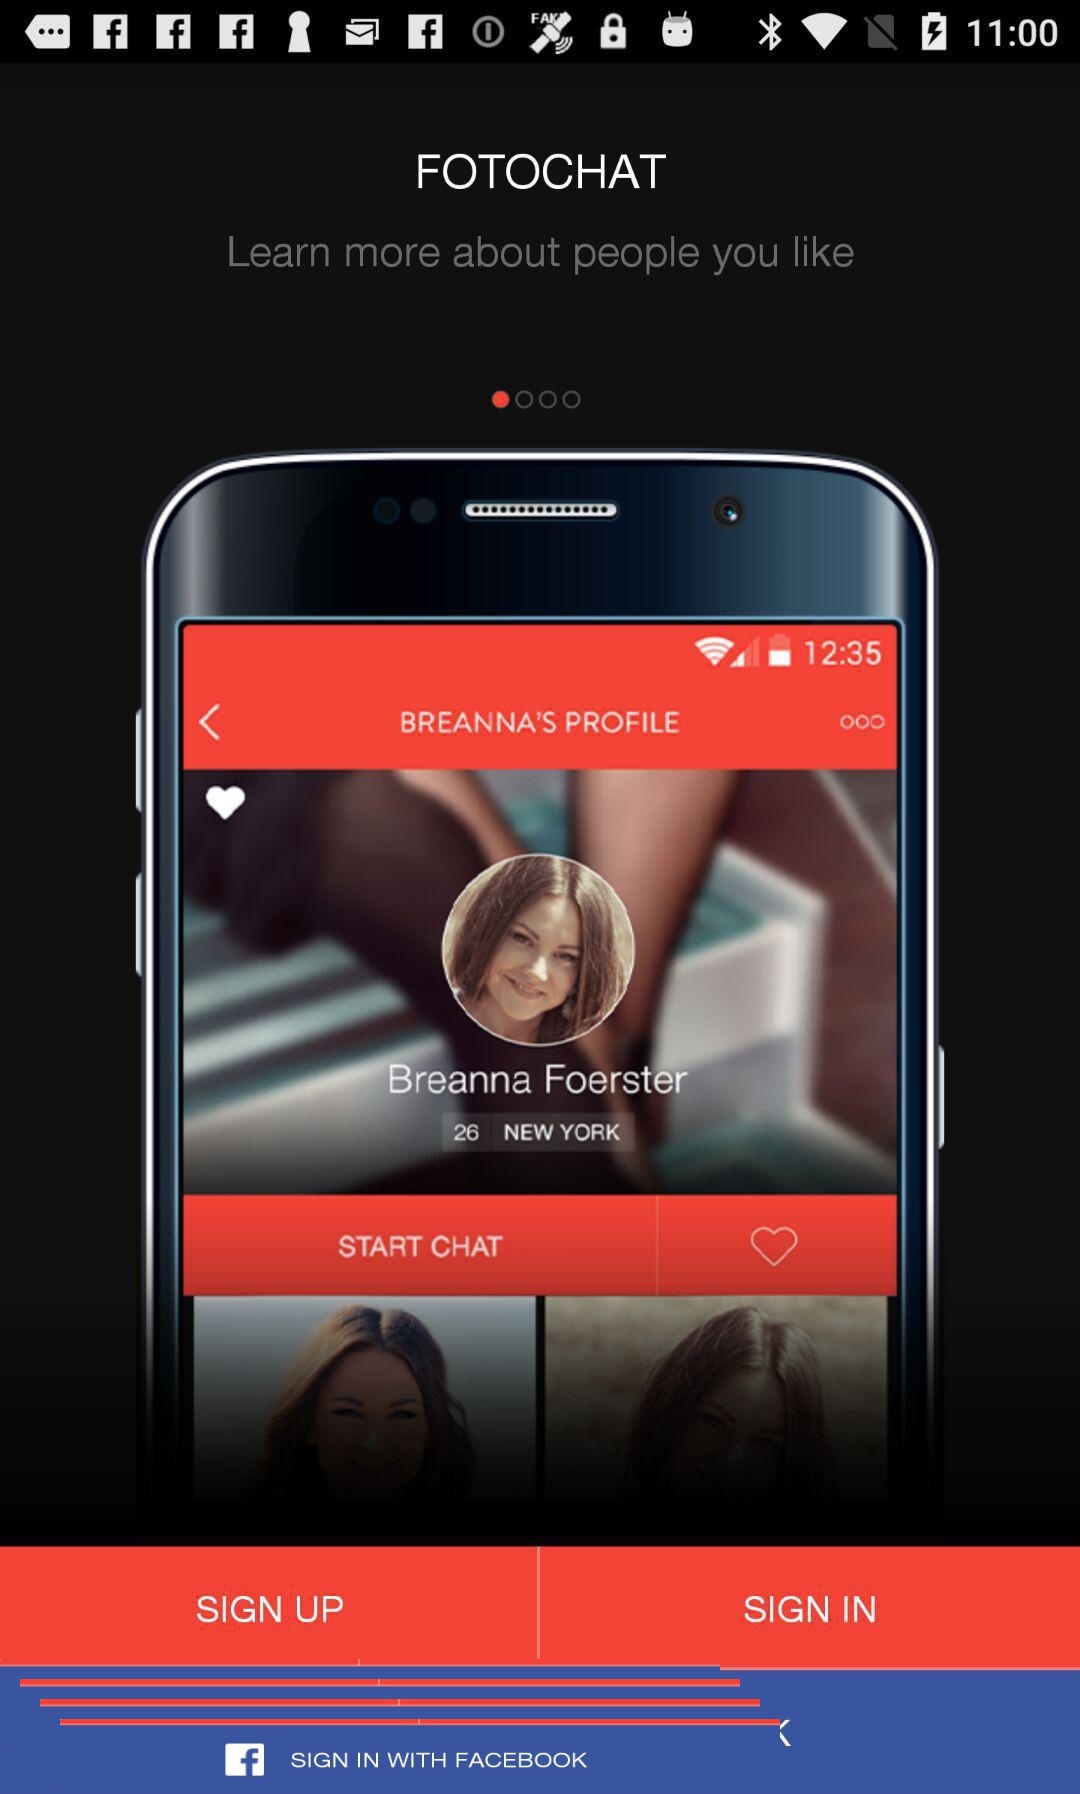 FAKE
11:00
FOTOCHAT
Learn more about people you like
12:35
BREANNA'S PROFILE
Breanna Foerster
26 NEW YORK
START CHAT
SIGN UP
SIGN IN
K
SIGN IN WITH FACEBOOK